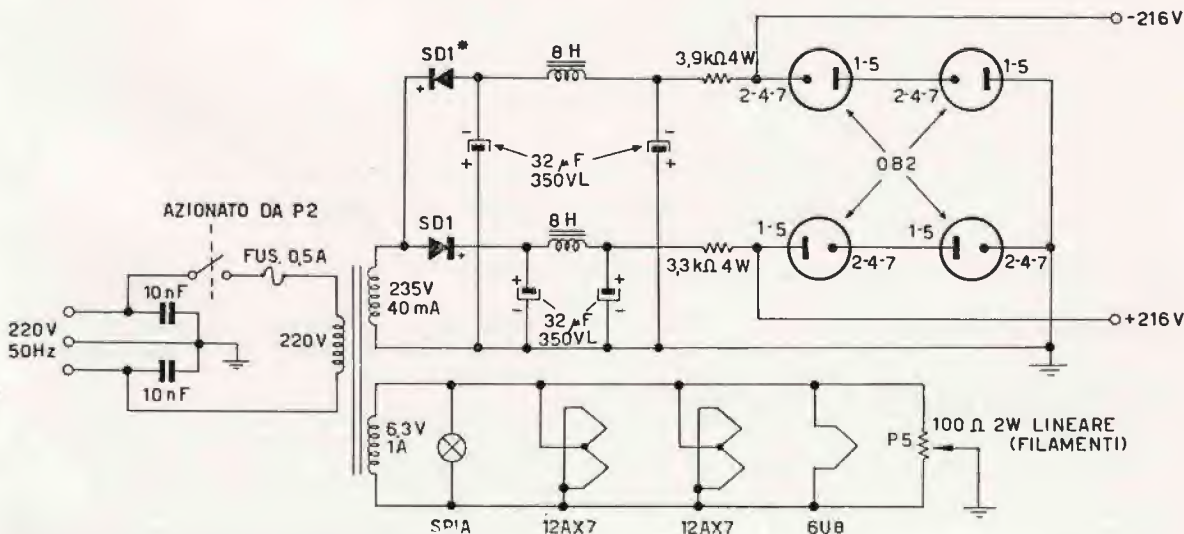 -216V
SD1*
8 H
3,9kΩ 4W
1-5
1-5
+
2-4-7
2-4-7
-
-
+
+
32 µF
350VL
OB2
AZIONATO DA P2
SD1
8 H
1-5
1-5
+
FUS. 0,5A
3,3kΩ 4W
2-4-7
2-4-7
10nF
235V
40mA
+
+
-
-
32 µF
350VL
220V
50Hz
220V
+216V
10nF
6,3V
1A
P5
100 Ω 2W LINEARE
(FILAMENTI)
SPIA
12AX7
12AX7
6U8